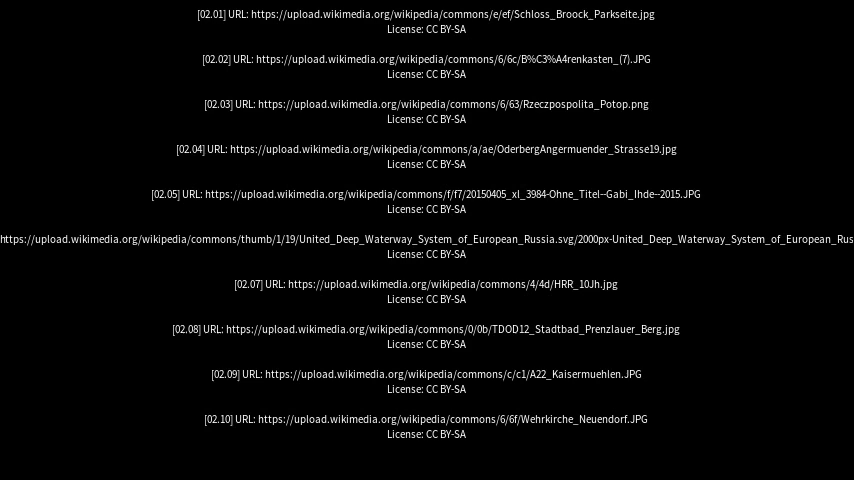 [02.01] URL: https://upload.wikimedia.org/wikipedia/commons/e/ef/Schloss_Broock_Parkseite.jpg
License: CC BY-SA
[02.02] URL: https://upload.wikimedia.org/wikipedia/commons/6/6c/B%C3%A4renkasten_(7).JPG
License: CC BY-SA
[02.03] URL: https://upload.wikimedia.org/wikipedia/commons/6/63/Rzeczpospolita_Potop.png
License: CC BY-SA
[02.04] URL: https://upload.wikimedia.org/wikipedia/commons/a/ae/OderbergAngermuender_Strasse19.jpg
License: CC BY-SA
[02.05] URL: https://upload.wikimedia.org/wikipedia/commons/f/f7/20150405_xl_3984-Ohne_Titel--Gabi_Ihde--2015.JPG
License: CC BY-SA
https://upload.wikimedia.org/wikipedia/commons/thumb/1/19/United_Deep_Waterway_System_of_European_Russia.svg/2000px-United_Deep_Waterway_System_of_European_Rus
License: CC BY-SA
[02.07] URL: https://upload.wikimedia.org/wikipedia/commons/4/4d/HRR_10Jh.jpg
License: CC BY-SA
[02.08] URL: https://upload.wikimedia.org/wikipedia/commons/0/0b/TDOD12_Stadtbad_Prenzlauer_Berg.jpg
License: CC BY-SA
[02.09] URL: https://upload.wikimedia.org/wikipedia/commons/c/c1/A22_Kaisermuehlen.JPG
License: CC BY-SA
[02.10] URL: https://upload.wikimedia.org/wikipedia/commons/6/6f/Wehrkirche_Neuendorf.JPG
License: CC BY-SA